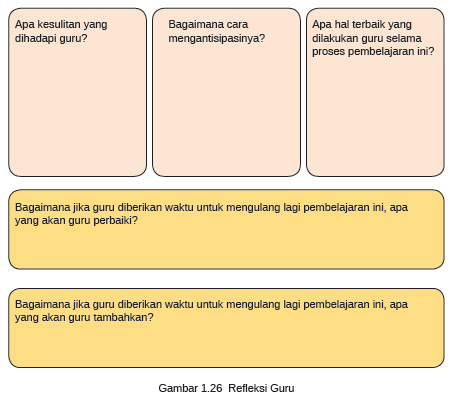 Apa kesulitan yang
dihadapi guru?
Bagaimana cara
mengantisipasinya?
Apa hal terbaik yang
dilakukan guru selama
proses pembelajaran ini?
Bagaimana jika guru diberikan waktu untuk mengulang lagi pembelajaran ini, apa
yang akan guru perbaiki?
Bagaimana jika guru diberikan waktu untuk mengulang lagi pembelajaran ini, apa
yang akan guru tambahkan?
Gambar 1.26 Refleksi Guru